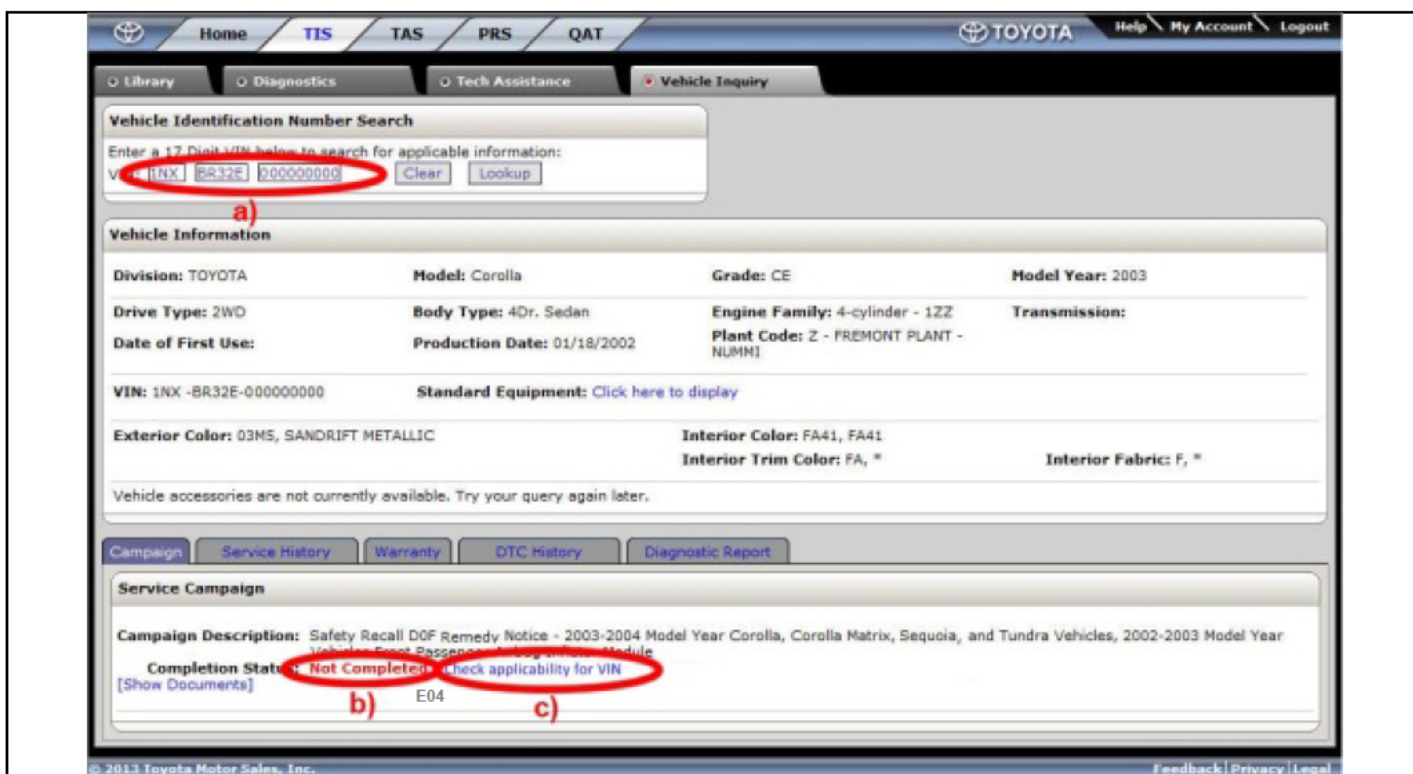 Home TIS TAS PRS QAT TOYOTA Help My Account Logout
Library Diagnostics Tech Assistance Vehicle Inquiry
Vehicle Identification Number Search
Enter a 17 Digit VIN below to search for applicable information:
1NX BR32E 000000000 Clear Lookup
a)
Vehicle Information
Division: TOYOTA Model: Corolla Grade: CE Model Year: 2003
Drive Type: 2WD Body Type: 4Dr. Sedan Engine Family: 4-cylinder - 1ZZ Transmission:
Date of First Use: Production Date: 01/18/2002 Plant Code: Z - FREMONT PLANT -
NUMMI
VIN: 1NX -BR32E-000000000 Standard Equipment: Click here to display
Exterior Color: 03M5, SANDRIFT METALLIC Interior Color: FA41, FA41
Interior Trim Color: FA, * Interior Fabric: F, *
Vehicle accessories are not currently available. Try your query again later.
Campaign Service History Warranty DTC History Diagnostic Report
Service Campaign
Campaign Description: Safety Recall D0F Remedy Notice - 2003-2004 Model Year Corolla, Corolla Matrix, Sequoia, and Tundra Vehicles, 2002-2003 Model Year
Module
Completion Status: Not Completed Check applicability for VIN
[Show Documents] E04
b) c)
© 2013 Toyota Motor Sales, Inc. Feedback | Privacy | Legal